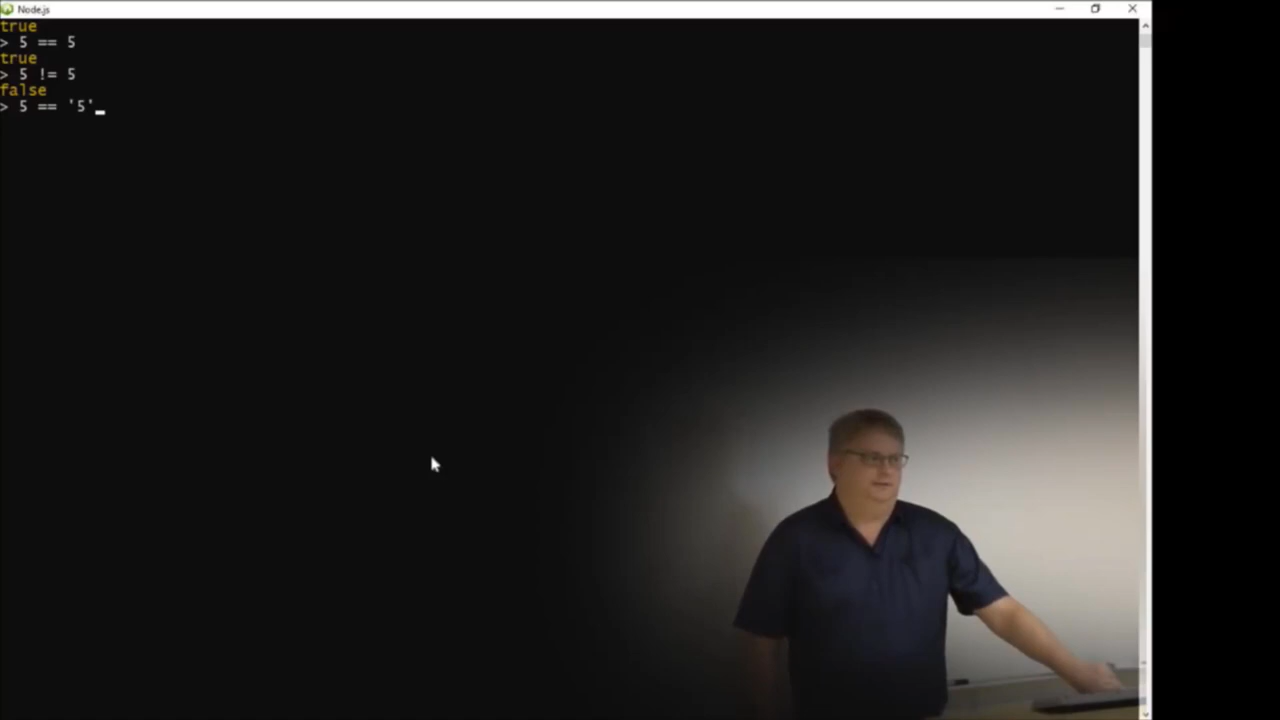 Node.js
true
> 5 == 5
true
> 5 != 5
false
> 5 == '5'